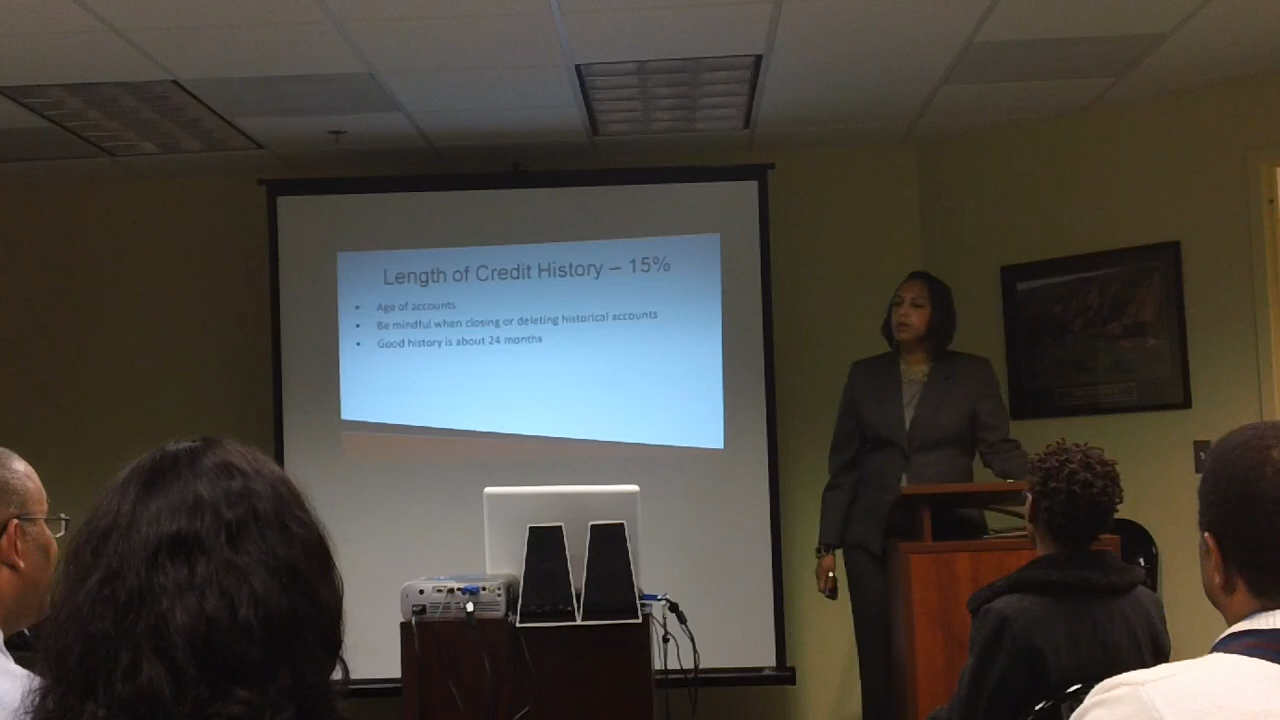 Length of Credit History – 15%
• Age of accounts
• Be mindful when closing or deleting historical accounts
• Good history is about 24 months